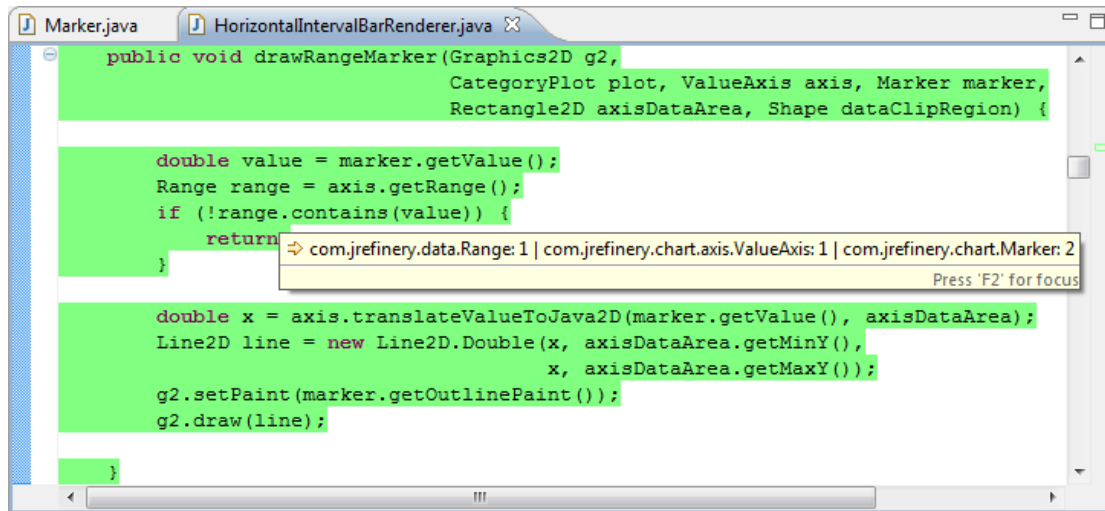 Marker.java HorizontalIntervalBarRenderer.java
public void drawRangeMarker(Graphics2D g2,
CategoryPlot plot, ValueAxis axis, Marker marker,
Rectangle2D axisDataArea, Shape dataClipRegion) {
double value = marker.getValue();
Range range = axis.getRange();
if (!range.contains(value)) {
return
com.jrefinery.data.Range: 1 | com.jrefinery.chart.axis.ValueAxis: 1 | com.jrefinery.chart.Marker: 2
}
Press 'F2' for focus
double x = axis.translateValueToJava2D(marker.getValue(), axisDataArea);
Line2D line = new Line2D.Double(x, axisDataArea.getMinY(),
x, axisDataArea.getMaxY());
g2.setPaint(marker.getOutlinePaint());
g2.draw(line);
}